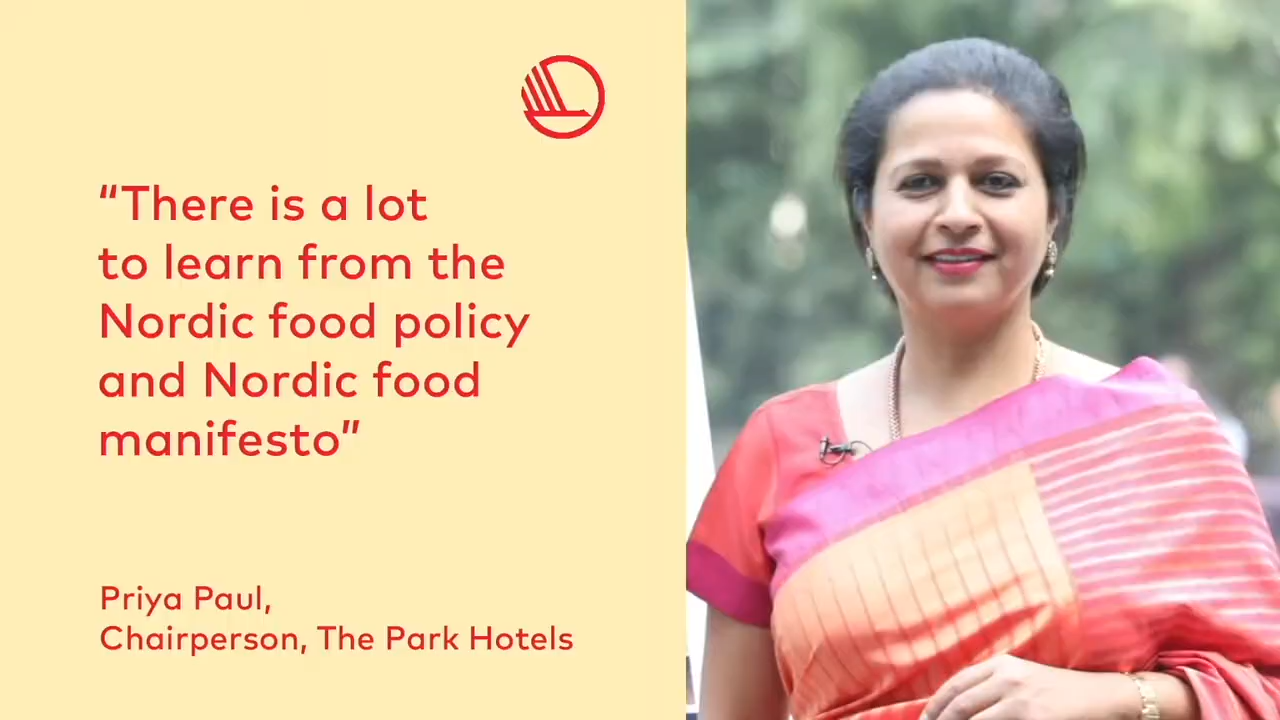 “There is a lot
to learn from the
Nordic food policy
and Nordic food
manifesto”
Priya Paul,
Chairperson, The Park Hotels